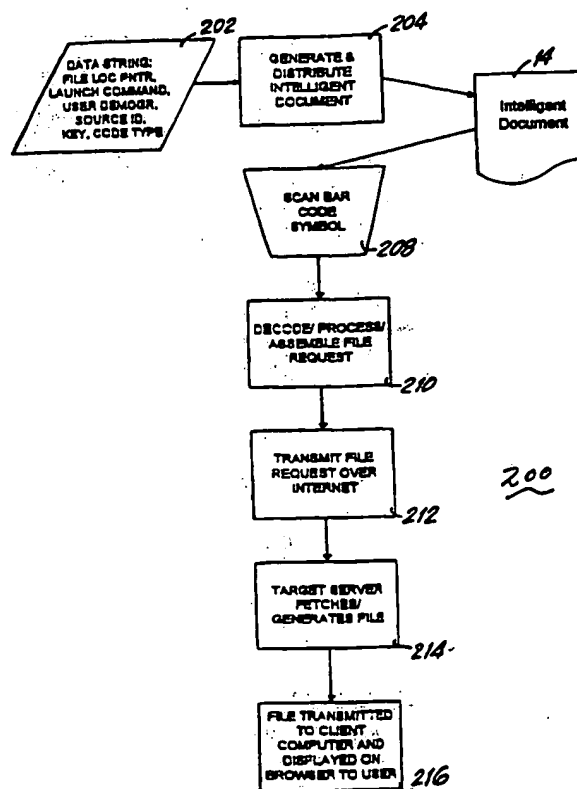 202
DATA STRING:
FILE LOC PNTR,
LAUNCH COMMAND,
USER DEMOGR,
SOURCE ID,
KEY, CODE TYPE
204
GENERATE &
DISTRIBUTE
INTELLIGENT
DOCUMENT
14
Intelligent
Document
SCAN BAR
CODE
SYMBOL
208
DECODE/ PROCESS/
ASSEMBLE FILE
REQUEST
210
TRANSMIT FILE
REQUEST OVER
INTERNET
212
200
TARGET SERVER
FETCHES/
GENERATES FILE
214
FILE TRANSMITTED
TO CLIENT
COMPUTER AND
DISPLAYED ON
BROWSER TO USER
216